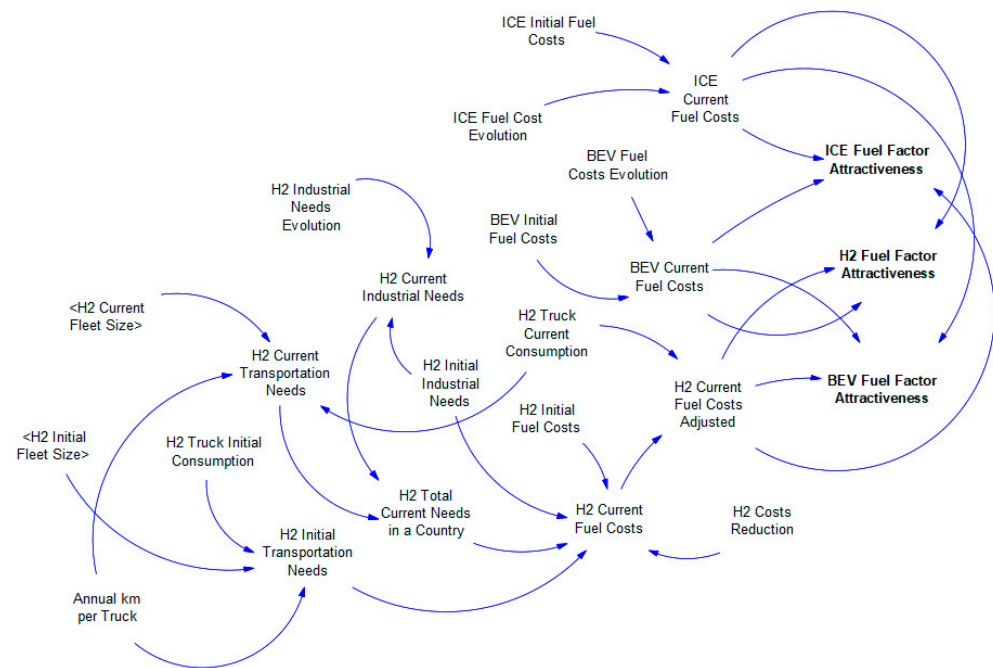 ICE Initial Fuel
Costs
ICE
Current
Fuel Costs
ICE Fuel Cost
Evolution
ICE Fuel Factor
Attractiveness
BEV Fuel
Costs Evolution
H2 Industrial
Needs
Evolution
BEV Initial
Fuel Costs
H2 Fuel Factor
Attractiveness
BEV Current
Fuel Costs
H2 Current
Industrial Needs
<H2 Current
Fleet Size>
H2 Truck
Current
Consumption
H2 Current
Transportation
Needs
H2 Initial
Industrial
Needs
H2 Current
Fuel Costs
Adjusted
BEV Fuel Factor
Attractiveness
H2 Initial
Fuel Costs
<H2 Initial
Fleet Size>
H2 Truck Initial
Consumption
H2 Total
Current Needs
in a Country
H2 Current
Fuel Costs
H2 Costs
Reduction
H2 Initial
Transportation
Needs
Annual km
per Truck